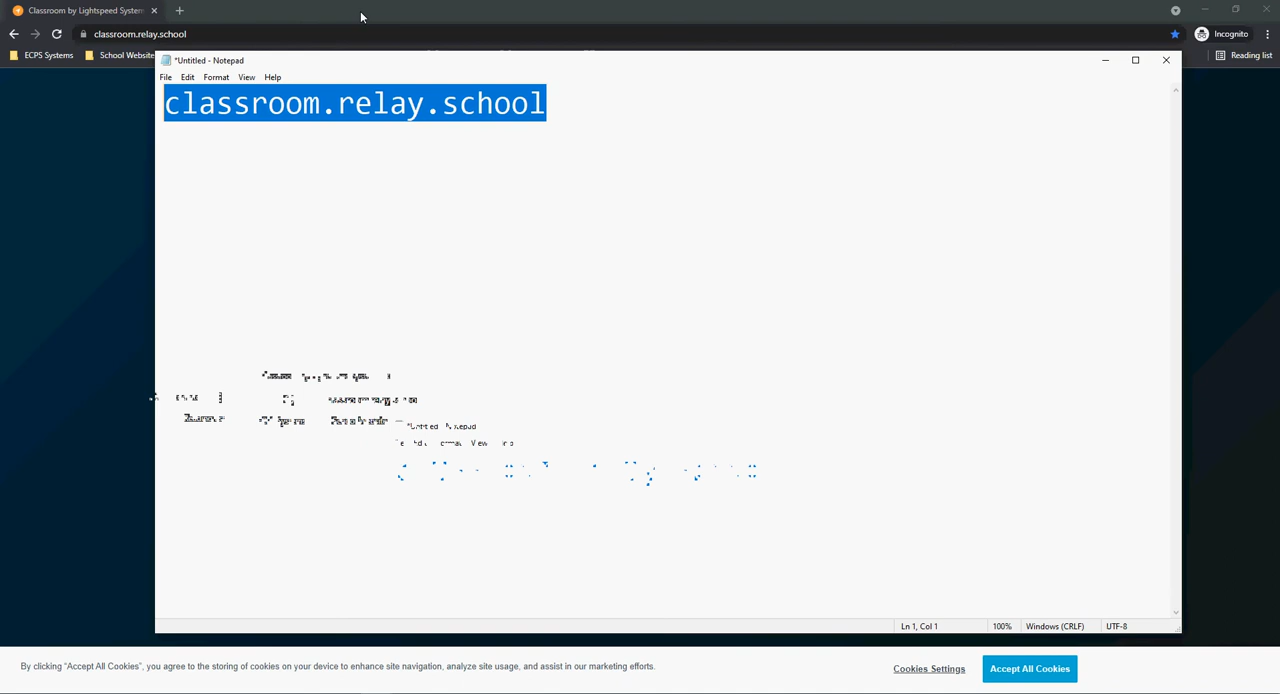 Classroom by Lightspeed System
classroom.relay.school
Incognito
ECPS Systems
School Website
Reading list
*Untitled - Notepad
File Edit Format View Help
classroom.relay.school
*Untitled - Notepad
Ln 1, Col 1
100%
Windows (CRLF)
UTF-8
By clicking “Accept All Cookies”, you agree to the storing of cookies on your device to enhance site navigation, analyze site usage, and assist in our marketing efforts.
Cookies Settings
Accept All Cookies